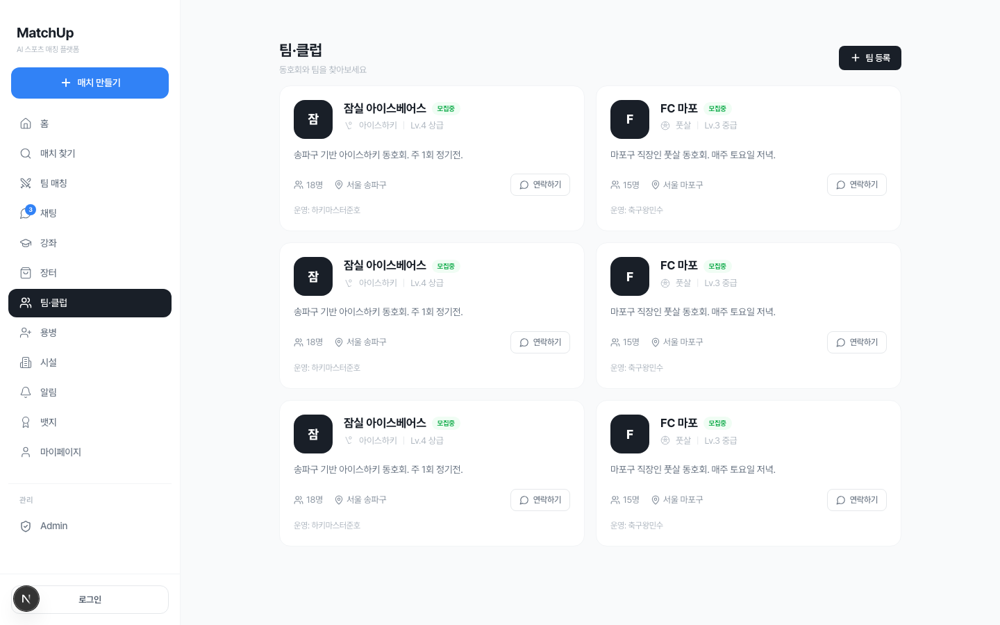 MatchUp
AI 스포츠 매칭 플랫폼
매치 만들기
홈
매치 찾기
팀 매칭
3
채팅
강좌
장터
팀·클럽
용병
시설
알림
뱃지
마이페이지
관리
Admin
N
로그인
팀·클럽
동호회와 팀을 찾아보세요
팀 등록
잠
잠실 아이스베어스 모집중
아이스하키 Lv.4 상급
송파구 기반 아이스하키 동호회. 주 1회 정기전.
18명 서울 송파구 연락하기
운영: 하키마스터준호
F
FC 마포 모집중
풋살 Lv.3 중급
마포구 직장인 풋살 동호회. 매주 토요일 저녁.
15명 서울 마포구 연락하기
운영: 축구왕민수
잠
잠실 아이스베어스 모집중
아이스하키 Lv.4 상급
송파구 기반 아이스하키 동호회. 주 1회 정기전.
18명 서울 송파구 연락하기
운영: 하키마스터준호
F
FC 마포 모집중
풋살 Lv.3 중급
마포구 직장인 풋살 동호회. 매주 토요일 저녁.
15명 서울 마포구 연락하기
운영: 축구왕민수
잠
잠실 아이스베어스 모집중
아이스하키 Lv.4 상급
송파구 기반 아이스하키 동호회. 주 1회 정기전.
18명 서울 송파구 연락하기
운영: 하키마스터준호
F
FC 마포 모집중
풋살 Lv.3 중급
마포구 직장인 풋살 동호회. 매주 토요일 저녁.
15명 서울 마포구 연락하기
운영: 축구왕민수